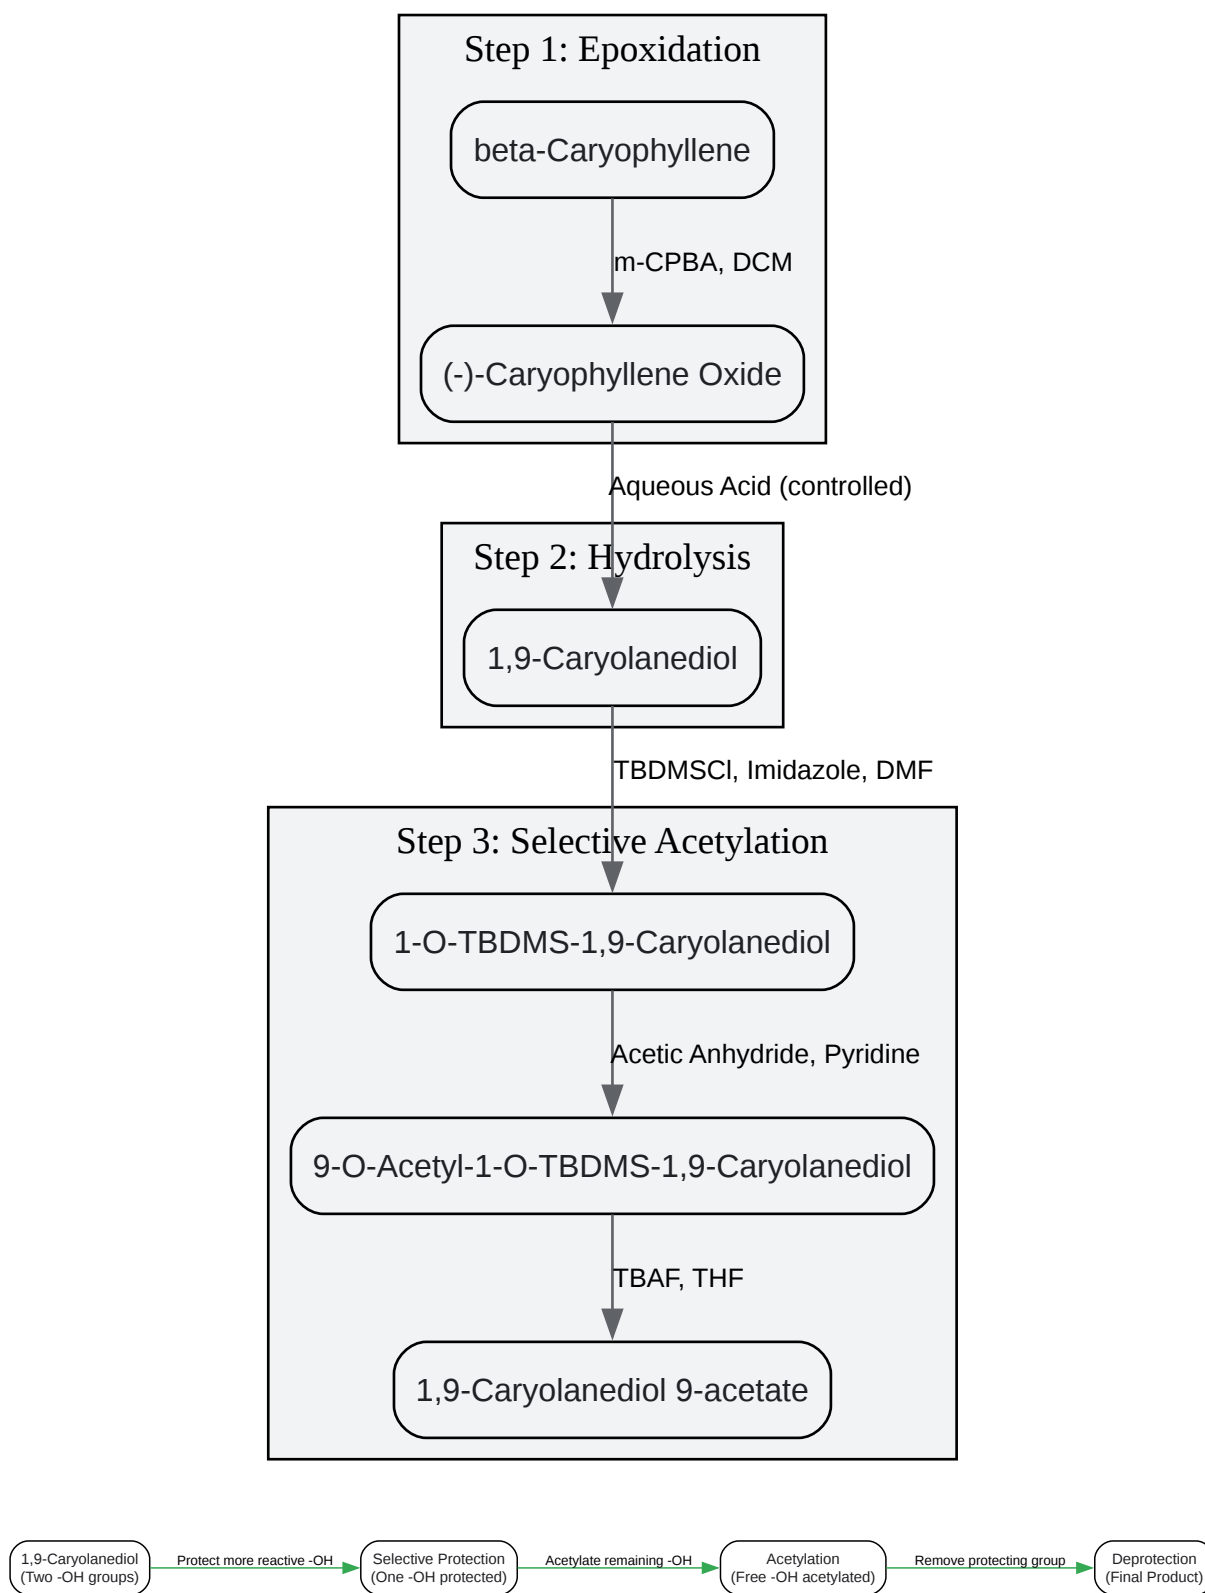 Step 1: Epoxidation
beta-Caryophyllene
m-CPBA, DCM
(-)-Caryophyllene Oxide
Aqueous Acid (controlled)
Step 2: Hydrolysis
1,9-Caryolanediol
TBDMSCl, Imidazole, DMF
Step 3: Selective Acetylation
1-O-TBDMS-1,9-Caryolanediol
Acetic Anhydride, Pyridine
9-O-Acetyl-1-O-TBDMS-1,9-Caryolanediol
TBAF, THF
1,9-Caryolanediol 9-acetate
1,9-Caryolanediol
(Two -OH groups)
Protect more reactive -OH
Selective Protection
(One -OH protected)
Acetylate remaining -OH
Acetylation
(Free -OH acetylated)
Remove protecting group
Deprotection
(Final Product)